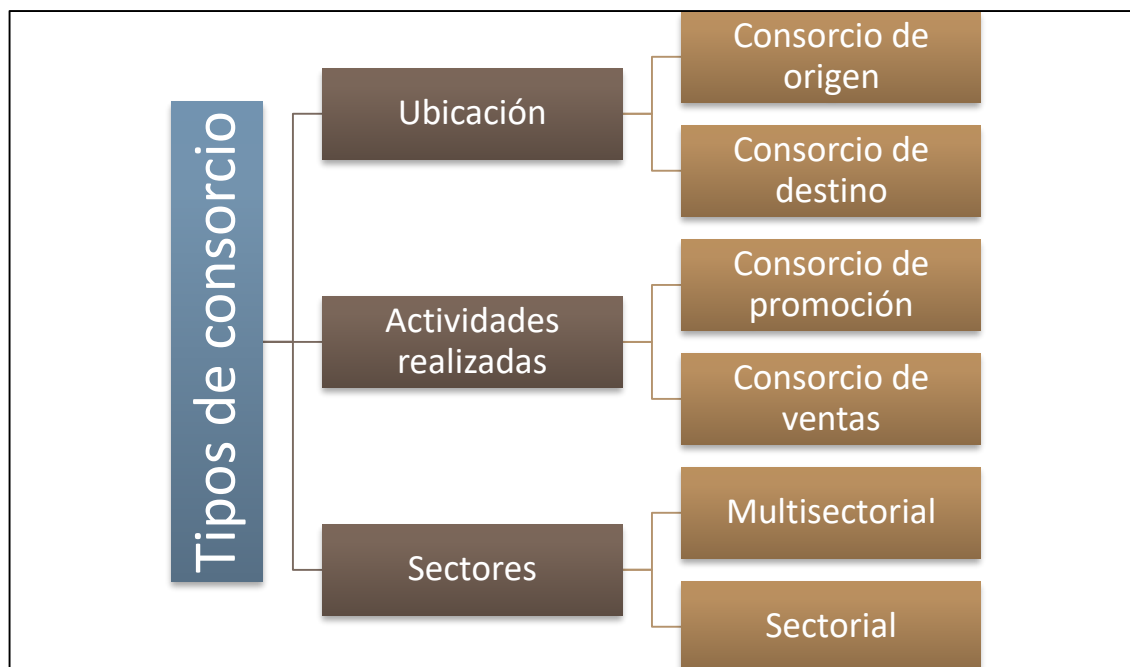 Tipos de consorcio
Ubicación
Consorcio de
origen
Consorcio de
destino
Actividades
realizadas
Consorcio de
promoción
Consorcio de
ventas
Sectores
Multisectorial
Sectorial